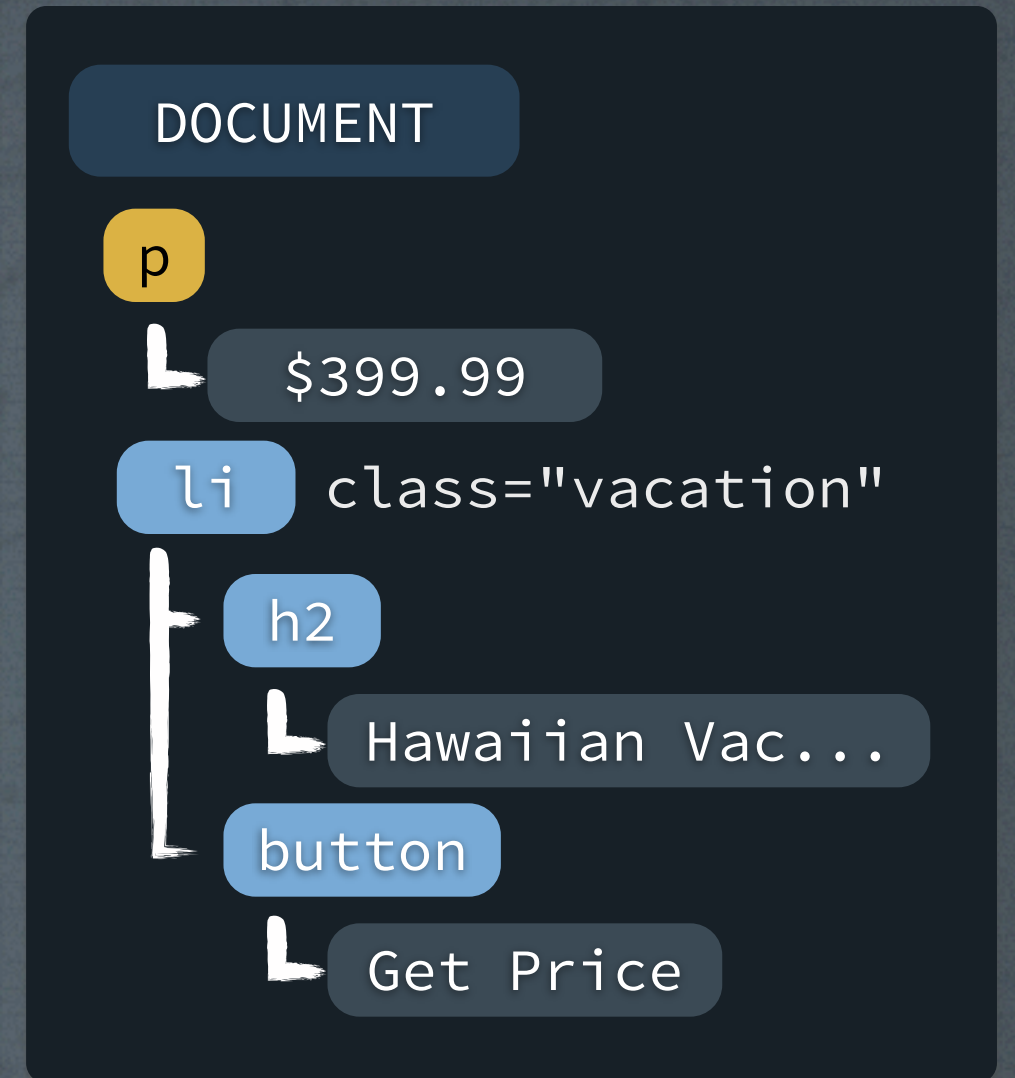 DOCUMENT
p
$399.99
li class="vacation"
h2
Hawaiian Vac...
button
Get Price